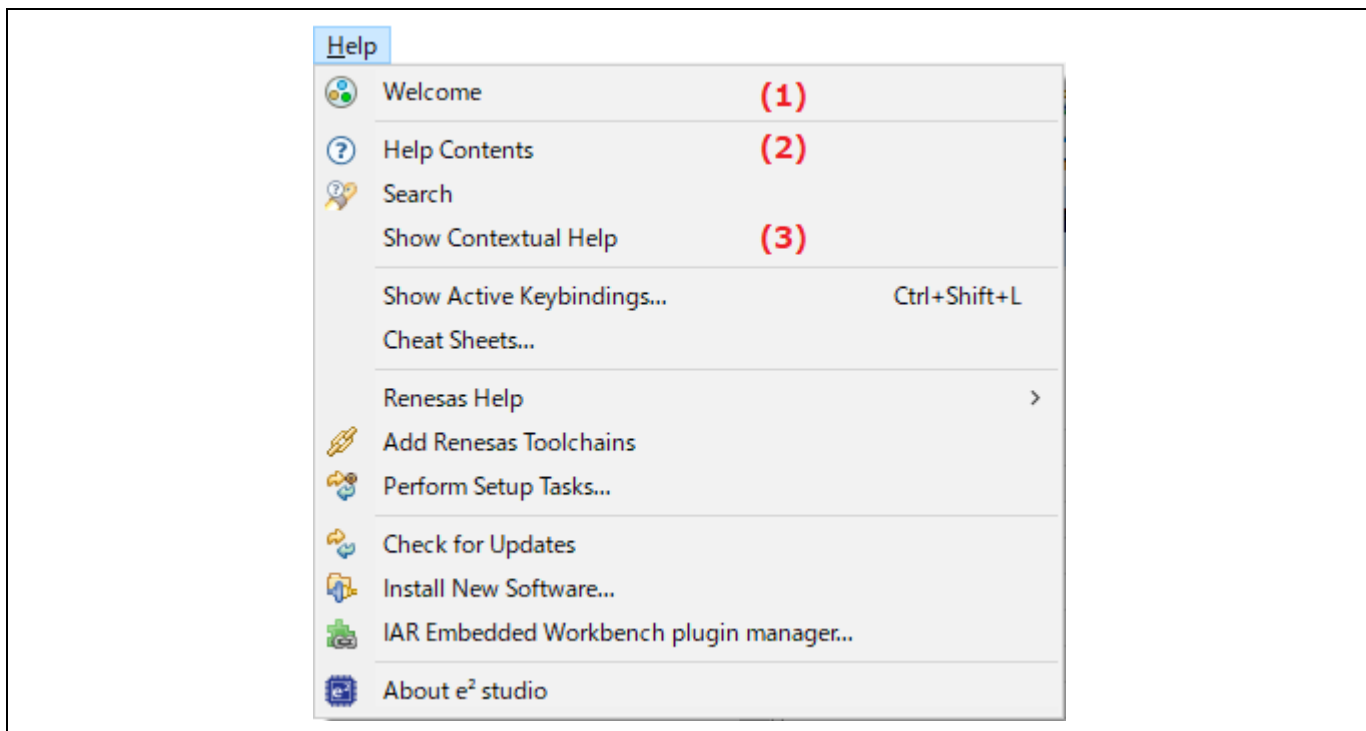 Help
Welcome (1)
Help Contents (2)
Search
Show Contextual Help (3)
Show Active Keybindings... Ctrl+Shift+L
Cheat Sheets...
Renesas Help >
Add Renesas Toolchains
Perform Setup Tasks...
Check for Updates
Install New Software...
IAR Embedded Workbench plugin manager...
e² About e² studio